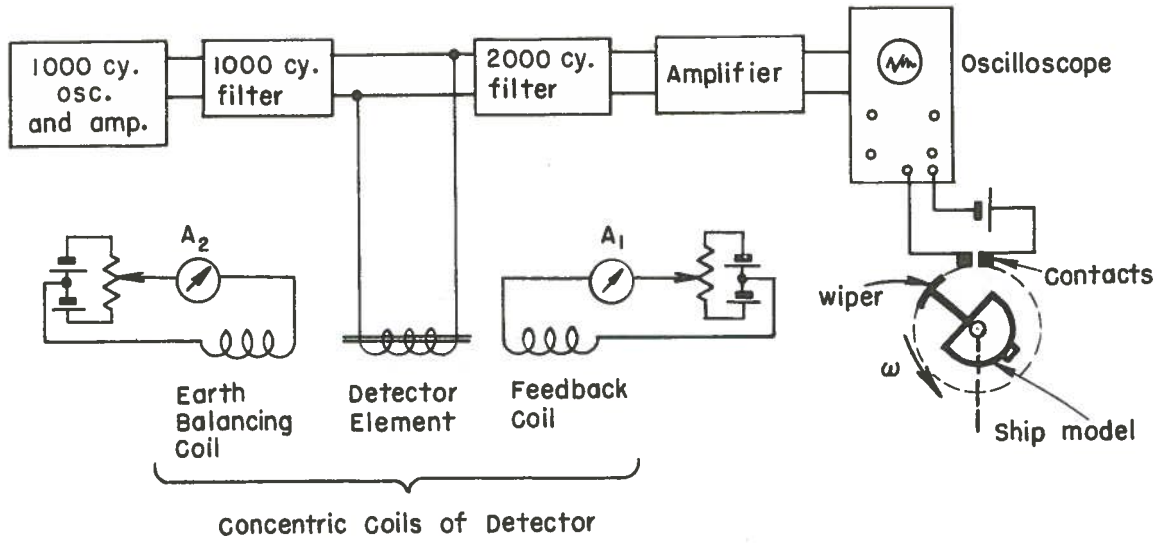 1000 cy.
osc.
and amp.
1000 cy.
filter
2000 cy.
filter
Amplifier
Oscilloscope
A2
A1
Contacts
wiper
ω
Ship model
Earth
Balancing
Coil
Detector
Element
Feedback
Coil
Concentric Coils of Detector